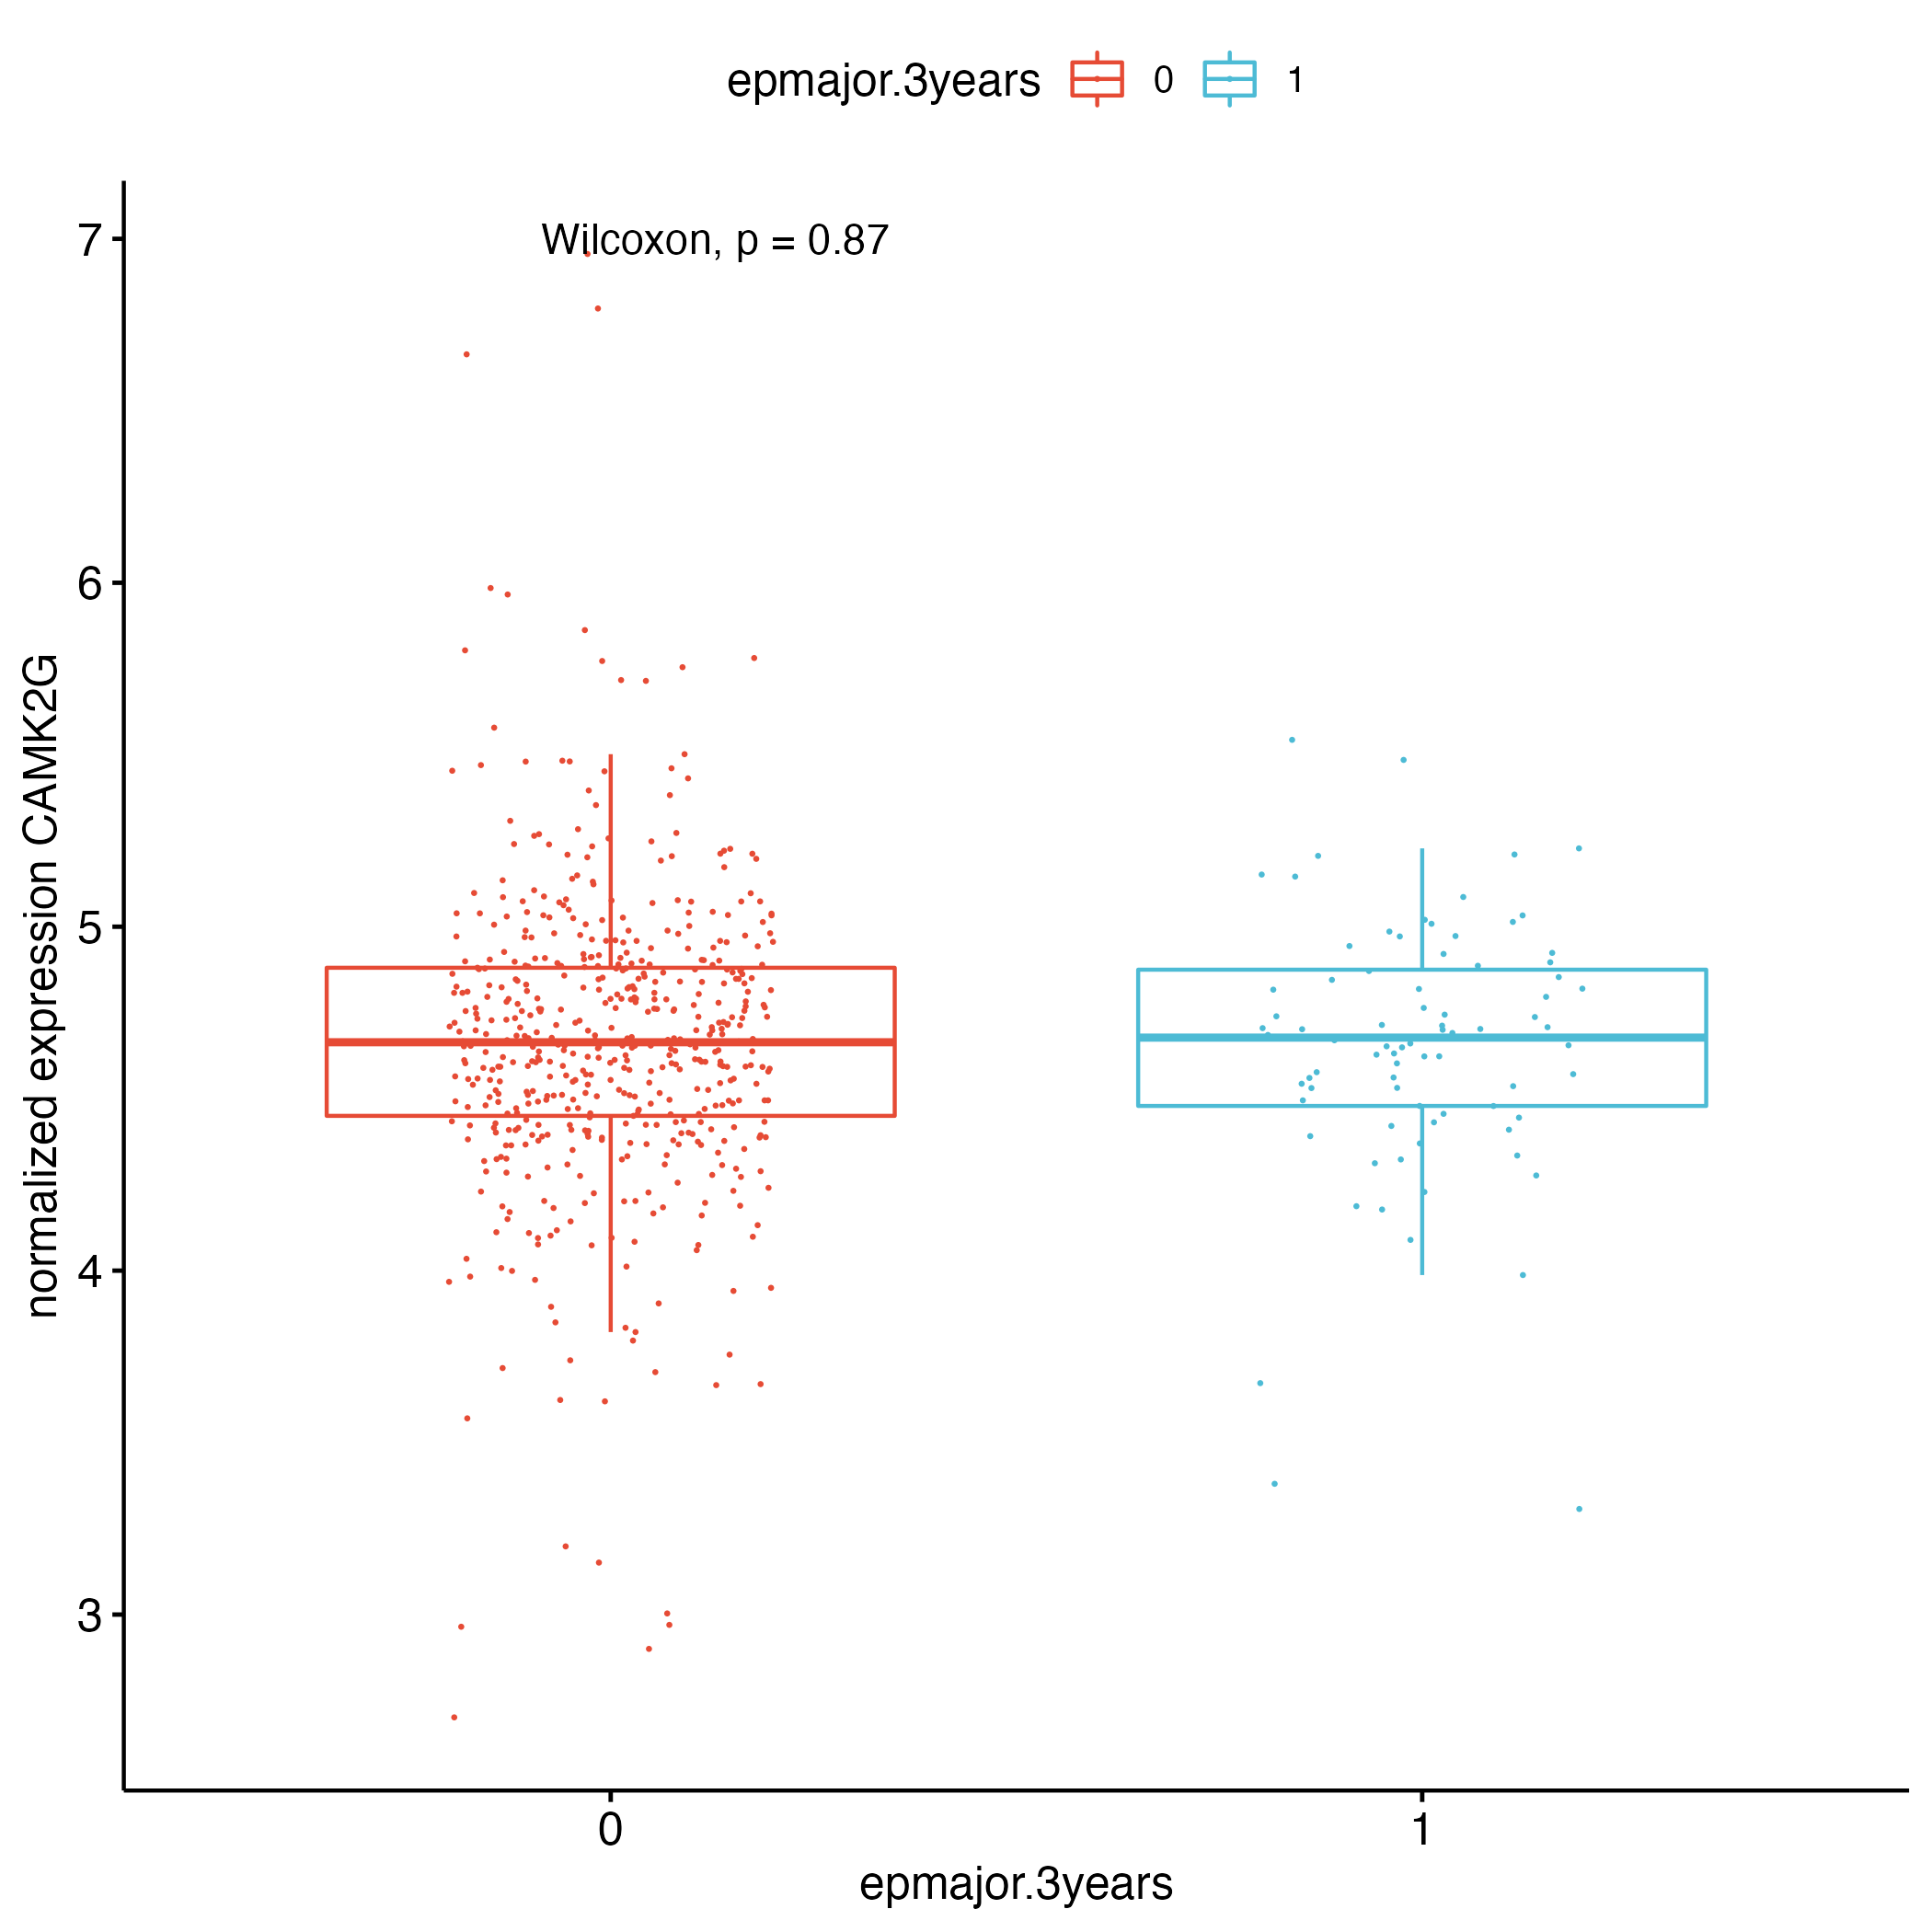 epmajor.3years 0 1
Wilcoxon, p = 0.87
7
6
5
4
3
normalized expression CAMK2G
0 1
epmajor.3years